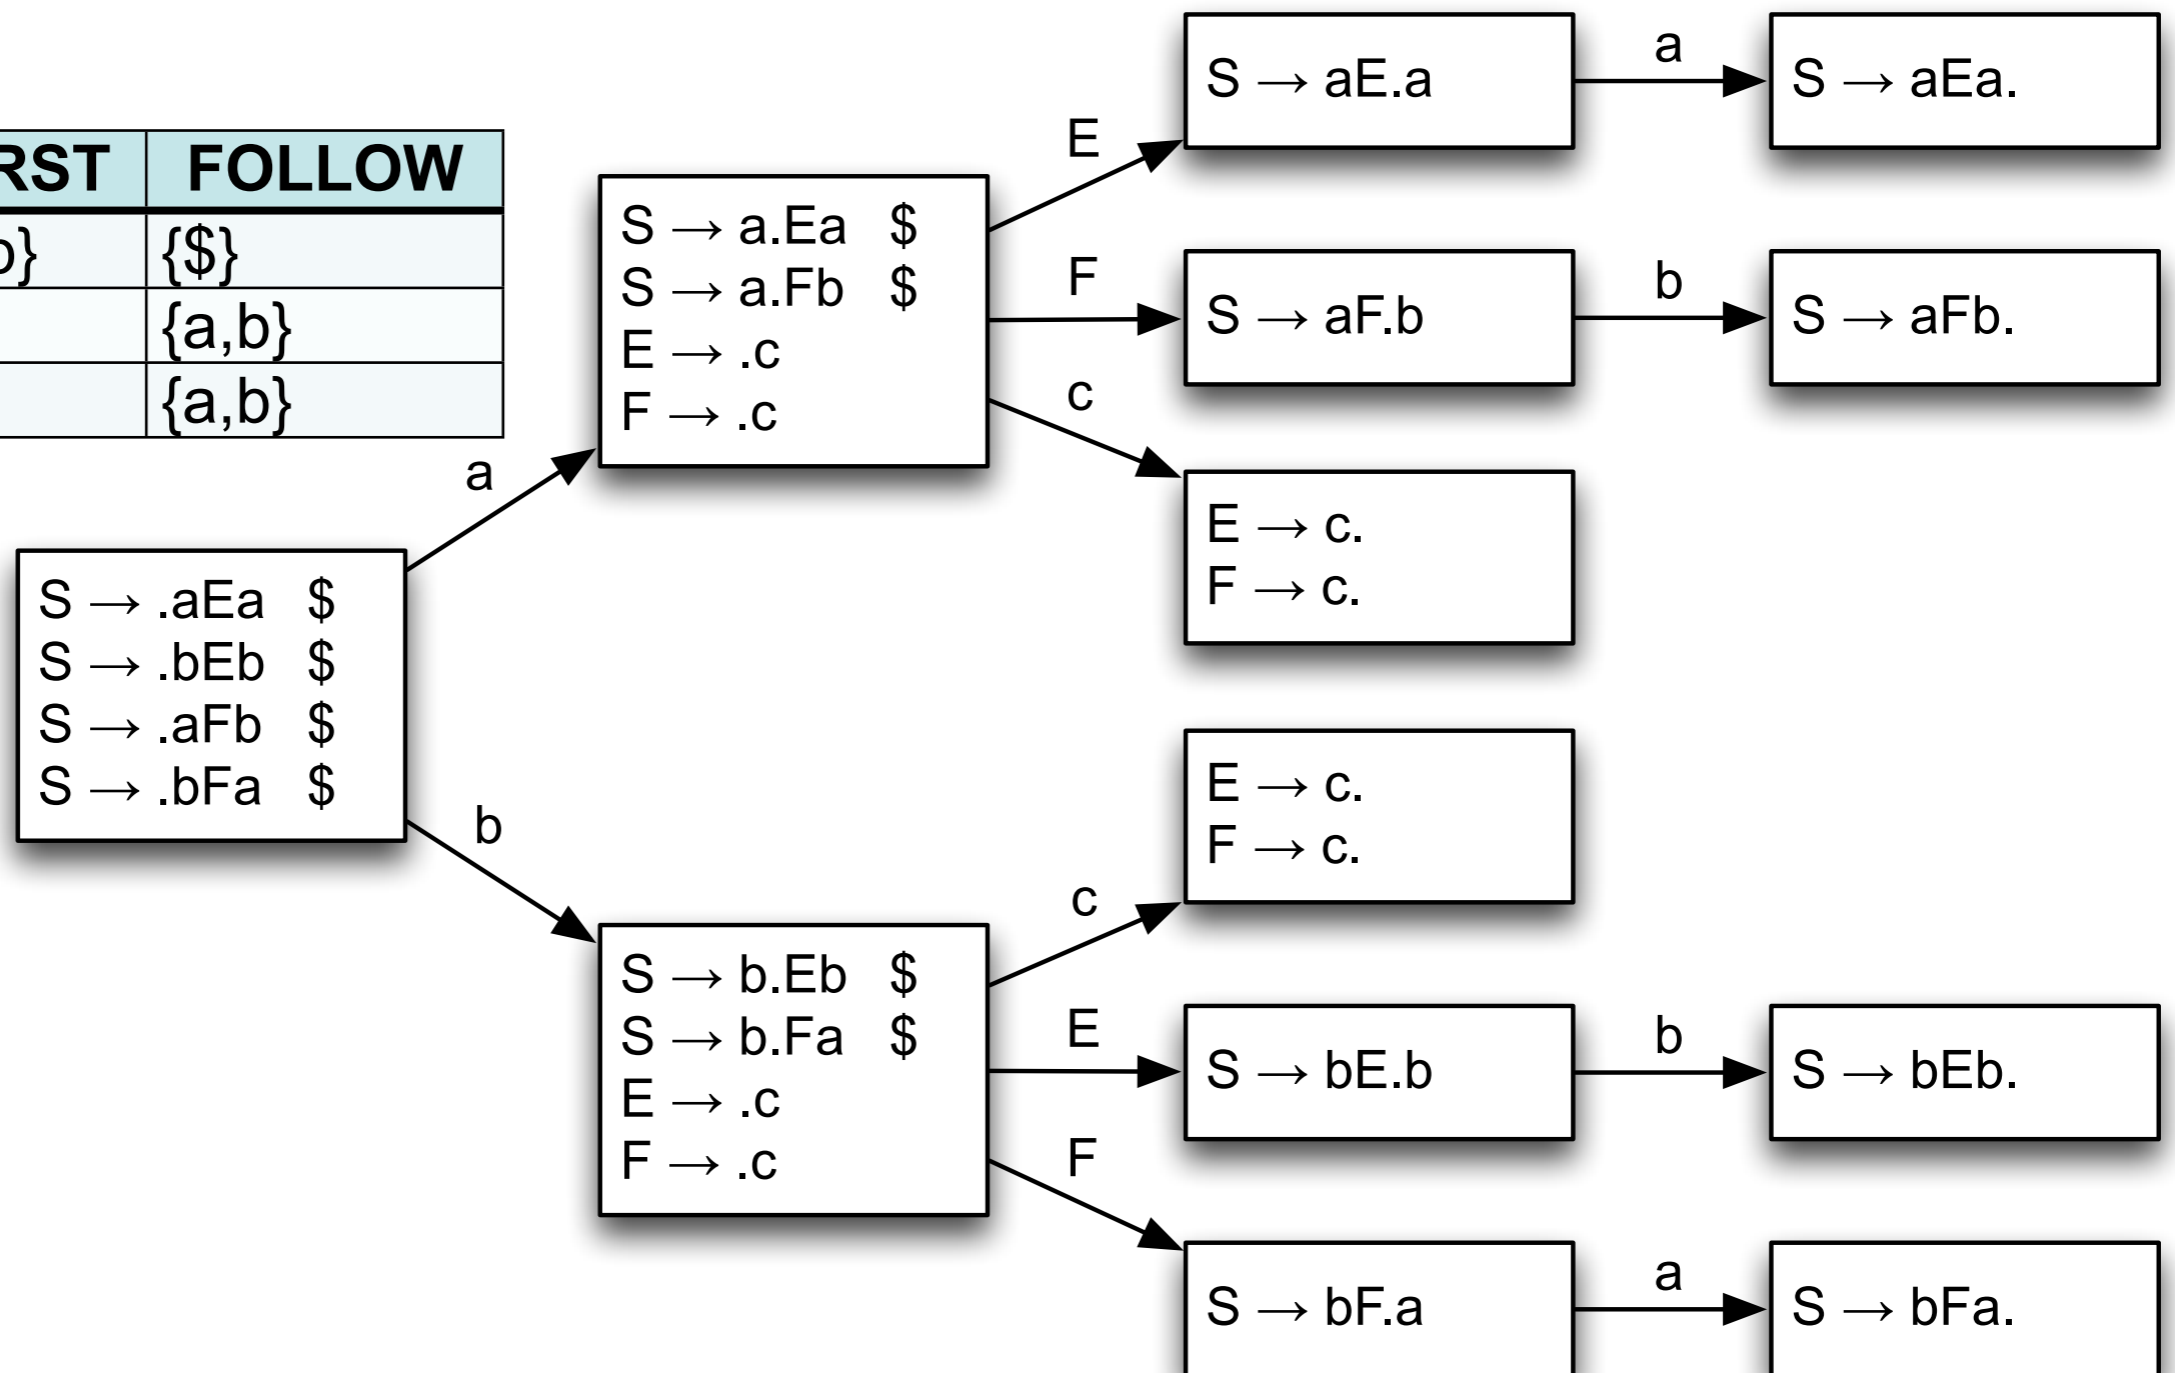 RST FOLLOW
b} {$}
{a,b}
{a,b}
S → .aEa $
S → .bEb $
S → .aFb $
S → .bFa $
a
b
S → a.Ea $
S → a.Fb $
E → .c
F → .c
E
F
c
S → aE.a
a
S → aEa.
S → aF.b
b
S → aFb.
E → c.
F → c.
S → b.Eb $
S → b.Fa $
E → .c
F → .c
c
E
F
E → c.
F → c.
S → bE.b
b
S → bEb.
S → bF.a
a
S → bFa.